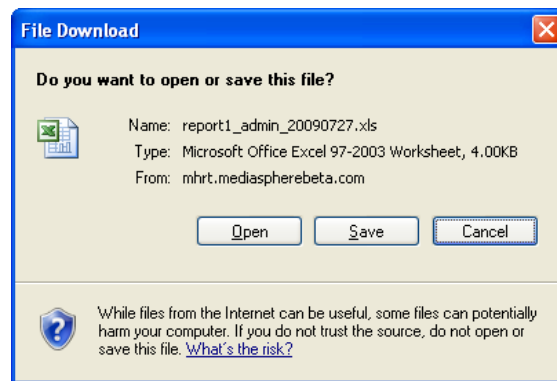 File Download
Do you want to open or save this file?
Name: report1_admin_20090727.xls
Type: Microsoft Office Excel 97-2003 Worksheet, 4.00KB
From: mhrt.mediaspherebeta.com
Open Save Cancel
While files from the Internet can be useful, some files can potentially
harm your computer. If you do not trust the source, do not open or
save this file. What's the risk?